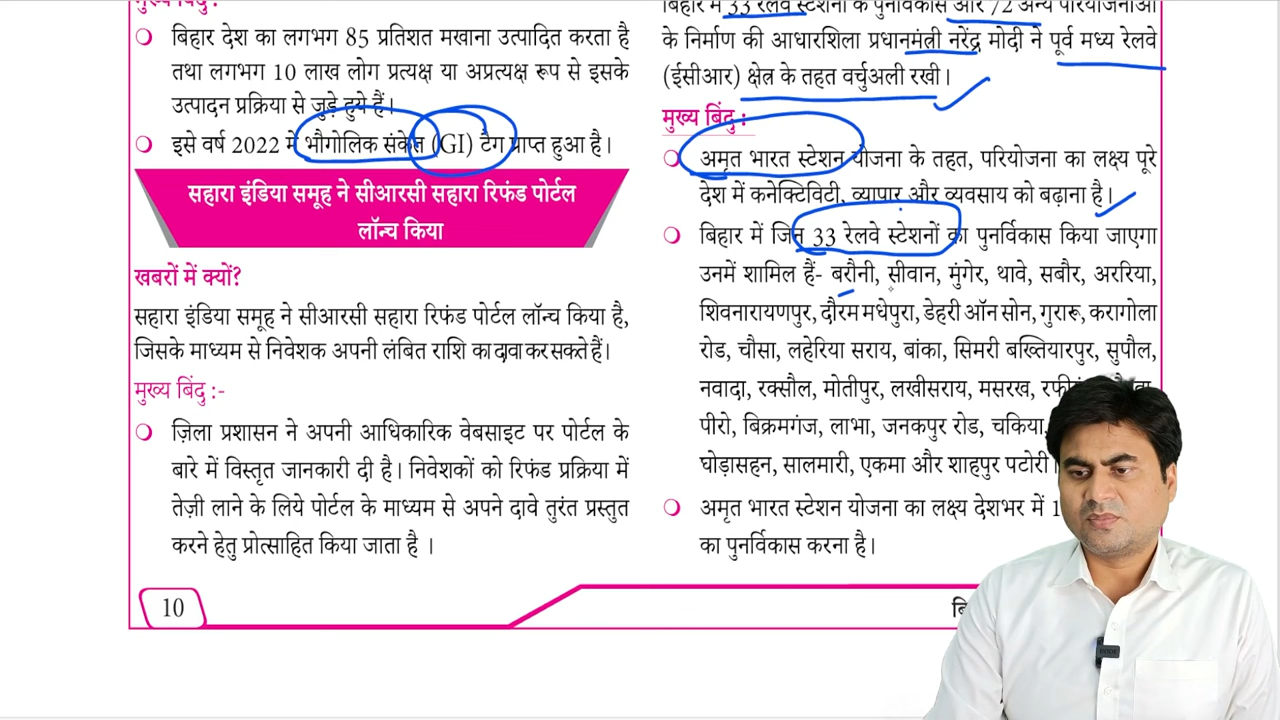 मुख्य बिंदु :
बिहार देश का लगभग 85 प्रतिशत मखाना उत्पादित करता है
तथा लगभग 10 लाख लोग प्रत्यक्ष या अप्रत्यक्ष रूप से इसके
उत्पादन प्रक्रिया से जुड़े हुये हैं।
इसे वर्ष 2022 में भौगोलिक संकेत (GI) टैग प्राप्त हुआ है।
सहारा इंडिया समूह ने सीआरसी सहारा रिफंड पोर्टल
लॉन्च किया
खबरों में क्यों?
सहारा इंडिया समूह ने सीआरसी सहारा रिफंड पोर्टल लॉन्च किया है,
जिसके माध्यम से निवेशक अपनी लंबित राशि का दावा कर सकते हैं।
मुख्य बिंदु :-
ज़िला प्रशासन ने अपनी आधिकारिक वेबसाइट पर पोर्टल के
बारे में विस्तृत जानकारी दी है। निवेशकों को रिफंड प्रक्रिया में
तेज़ी लाने के लिये पोर्टल के माध्यम से अपने दावे तुरंत प्रस्तुत
करने हेतु प्रोत्साहित किया जाता है ।
10
बिहार में 33 रेलवे स्टेशनों के पुनर्विकास और 72 अन्य परियोजनाओं
के निर्माण की आधारशिला प्रधानमंत्री नरेंद्र मोदी ने पूर्व मध्य रेलवे
(ईसीआर) क्षेत्र के तहत वर्चुअली रखी।
मुख्य बिंदु :
अमृत भारत स्टेशन योजना के तहत, परियोजना का लक्ष्य पूरे
देश में कनेक्टिविटी, व्यापार और व्यवसाय को बढ़ाना है।
बिहार में जिन 33 रेलवे स्टेशनों का पुनर्विकास किया जाएगा
उनमें शामिल हैं- बरौनी, सीवान, मुंगेर, थावे, सबौर, अररिया,
शिवनारायणपुर, दौरम मधेपुरा, डेहरी ऑन सोन, गुरारू, करागोला
रोड, चौसा, लहेरिया सराय, बांका, सिमरी बख्तियारपुर, सुपौल,
नवादा, रक्सौल, मोतीपुर, लखीसराय, मसरख,
पीरो, बिक्रमगंज, लाभा, जनकपुर रोड, चकिया,
घोड़ासहन, सालमारी, एकमा और शाहपुर पटोरी।
अमृत भारत स्टेशन योजना का लक्ष्य देशभर में
का पुनर्विकास करना है।